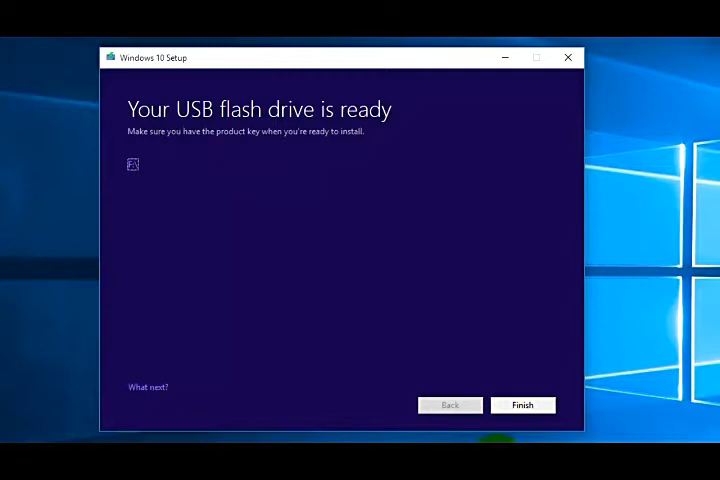 Windows 10 Setup
Your USB flash drive is ready
Make sure you have the product key when you're ready to install.
F:\
What next?
Back
Finish